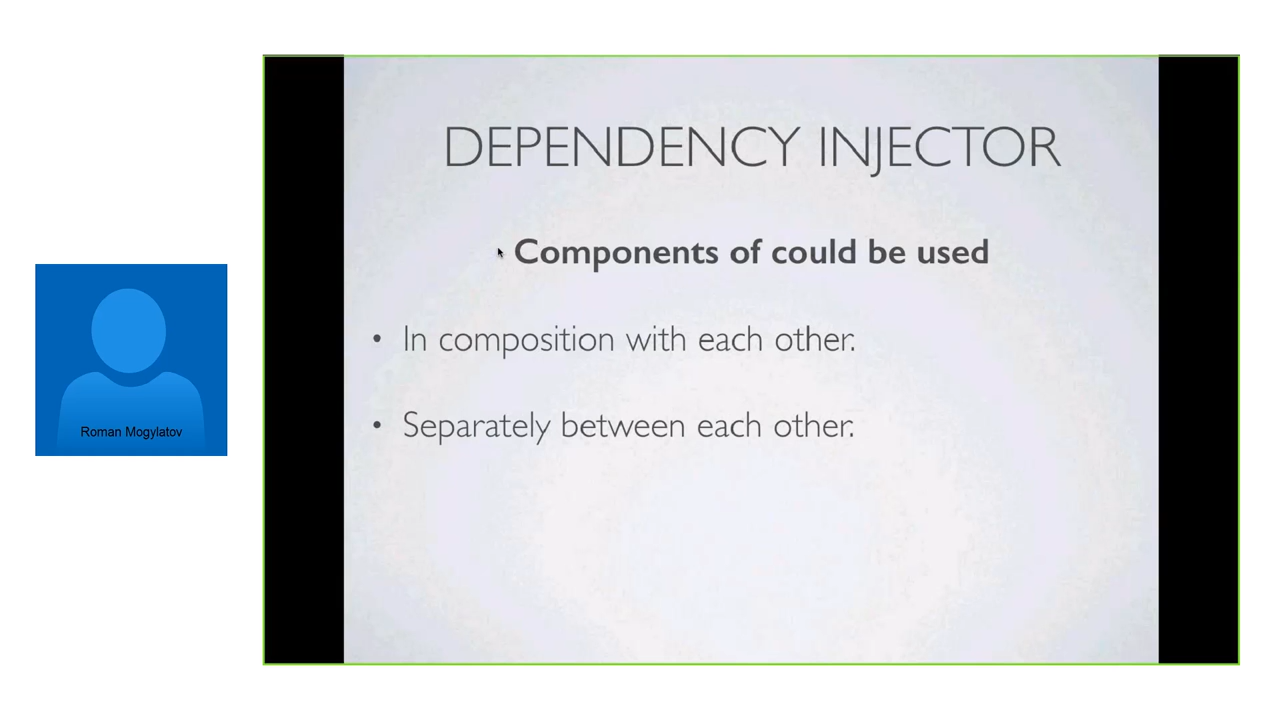 DEPENDENCY INJECTOR
Components of could be used
• In composition with each other.
• Separately between each other.
Roman Mogylatov